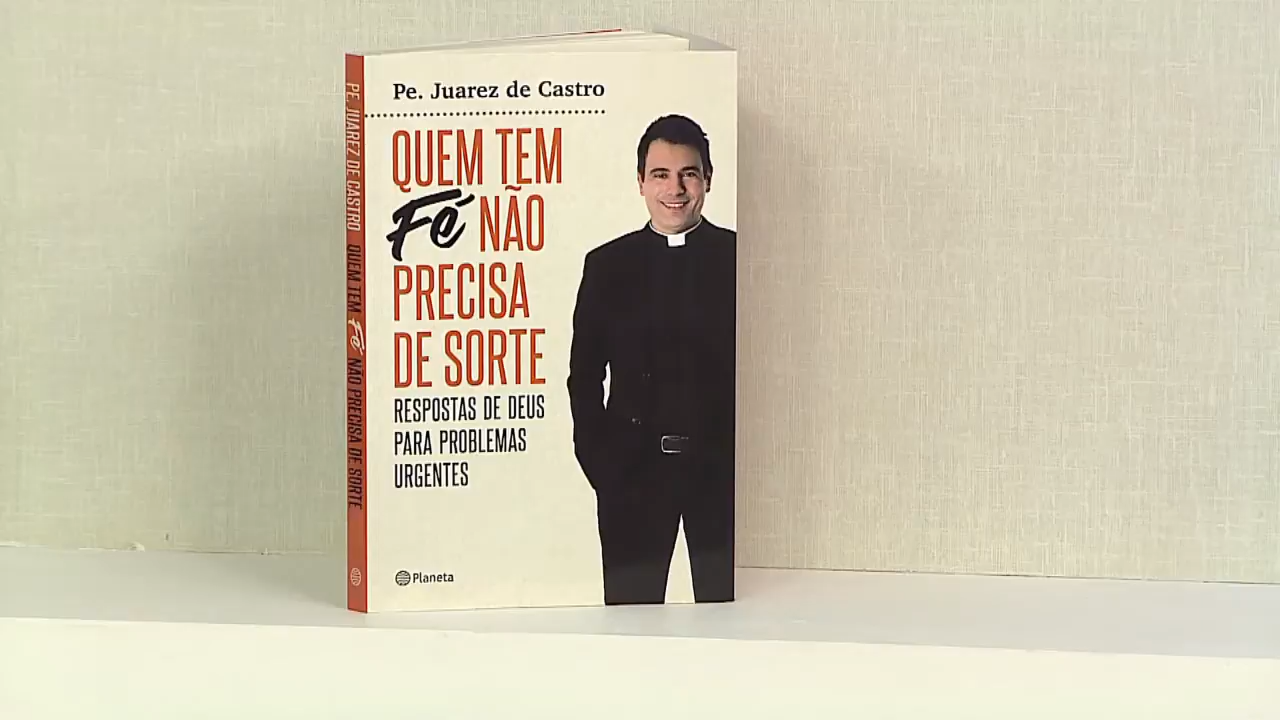 Pe. Juarez de Castro
QUEM TEM
Fé NÃO
PRECISA
DE SORTE
RESPOSTAS DE DEUS
PARA PROBLEMAS
URGENTES
Planeta
PE. JUAREZ DE CASTRO QUEM TEM Fé NÃO PRECISA DE SORTE